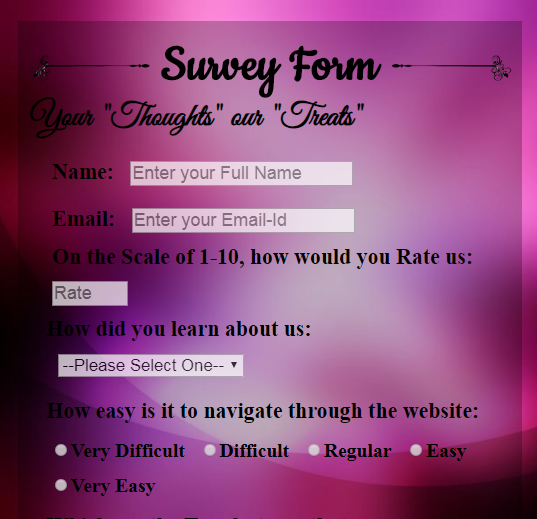 Survey Form
Your "Thoughts" our "Treats"
Name: Enter your Full Name
Email: Enter your Email-Id
On the Scale of 1-10, how would you Rate us:
Rate
How did you learn about us:
--Please Select One--
How easy is it to navigate through the website:
Very Difficult Difficult Regular Easy
Very Easy